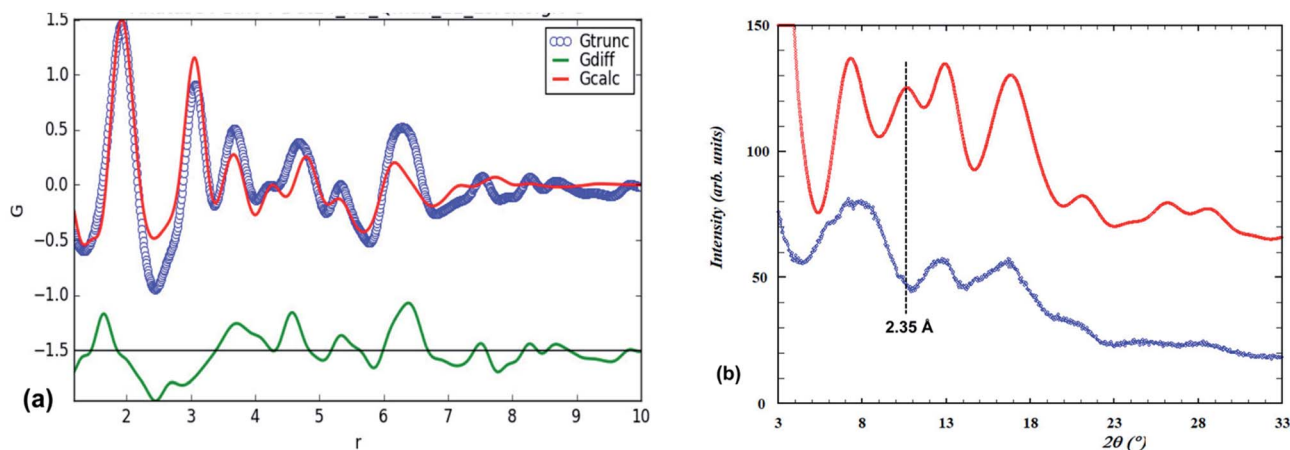 1.5
1.0
0.5
0.0
−0.5
−1.0
−1.5
G
Gtrunc
Gdiff
Gcalc
2 3 4 5 6 7 8 9 10
r
(a)
150
100
50
0
Intensity (arb. units)
2.35 Å
3 8 13 18 23 28 33
2θ (°)
(b)